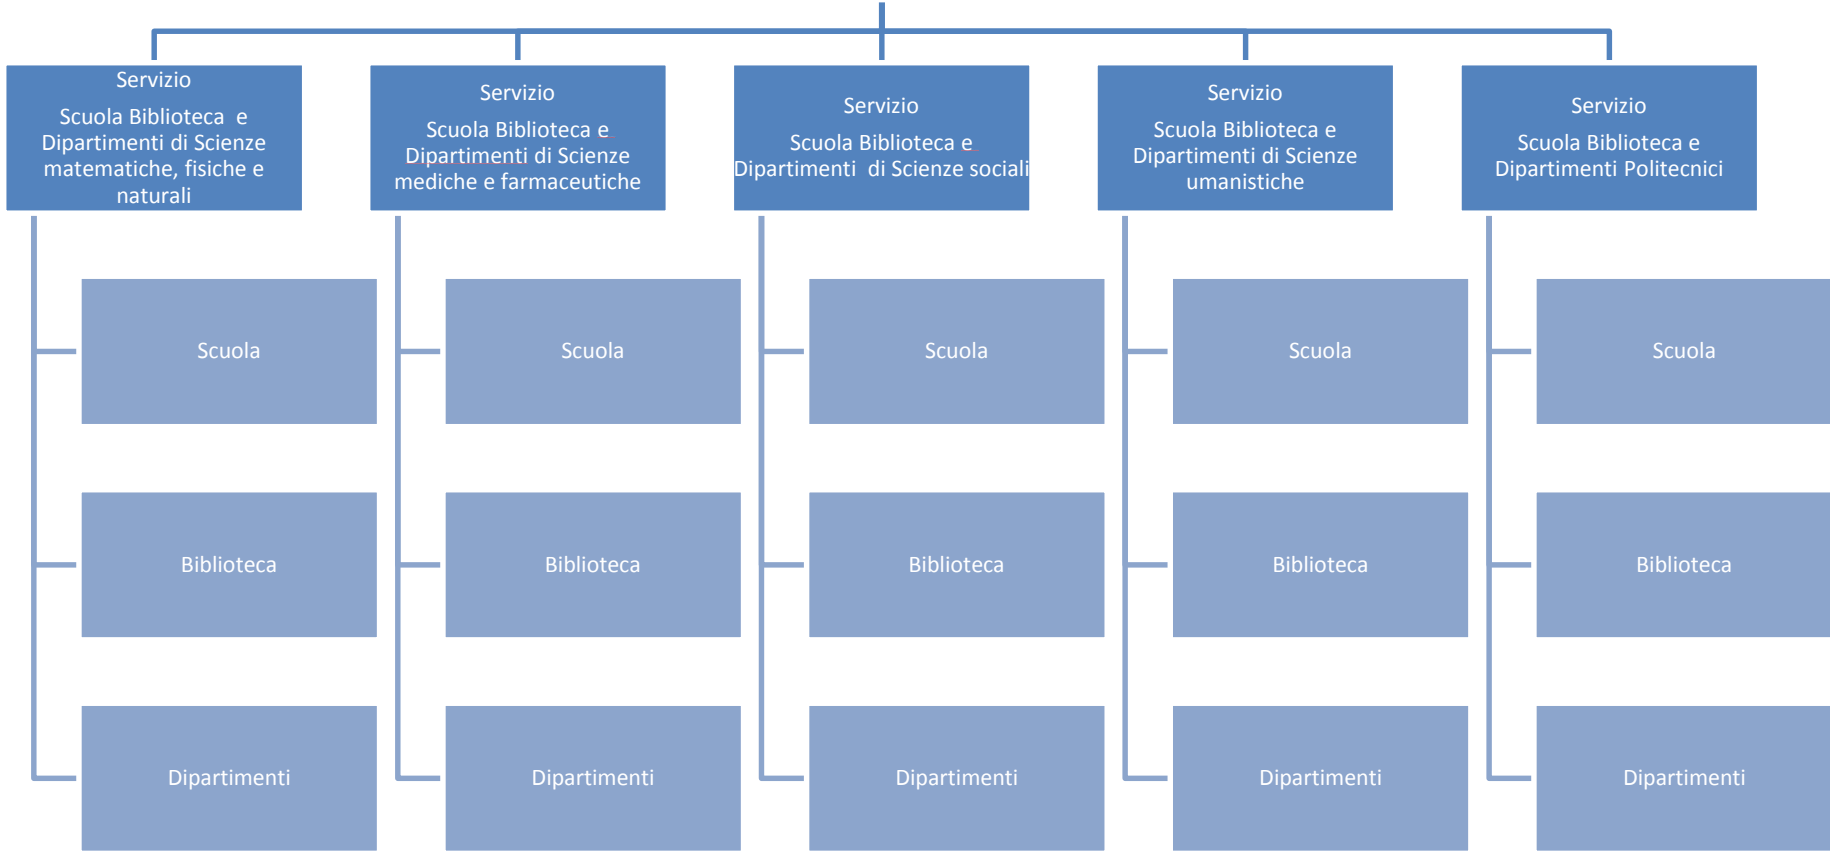 Servizio
Scuola Biblioteca e
Dipartimenti di Scienze
matematiche, fisiche e
naturali
Servizio
Scuola Biblioteca e
Dipartimenti di Scienze
mediche e farmaceutiche
Servizio
Scuola Biblioteca e
Dipartimenti di Scienze sociali
Servizio
Scuola Biblioteca e
Dipartimenti di Scienze
umanistiche
Servizio
Scuola Biblioteca e
Dipartimenti Politecnici
Scuola
Scuola
Scuola
Scuola
Scuola
Biblioteca
Biblioteca
Biblioteca
Biblioteca
Biblioteca
Dipartimenti
Dipartimenti
Dipartimenti
Dipartimenti
Dipartimenti